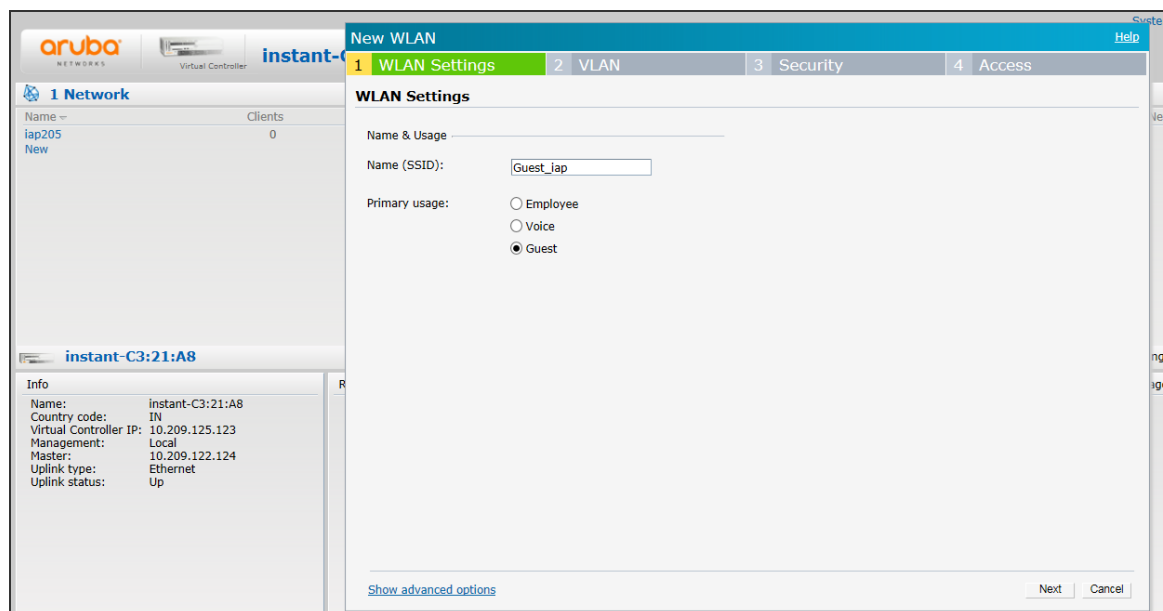 Syste
aruba
NETWORKS
Virtual Controller
instant-C
New WLAN
Help
1 WLAN Settings
2 VLAN
3 Security
4 Access
1 Network
Name
Clients
iap205
0
New
WLAN Settings
Name & Usage
Name (SSID):
Guest_iap
Primary usage:
Employee
Voice
Guest
instant-C3:21:A8
Info
Name: instant-C3:21:A8
Country code: IN
Virtual Controller IP: 10.209.125.123
Management: Local
Master: 10.209.122.124
Uplink type: Ethernet
Uplink status: Up
Show advanced options
Next
Cancel